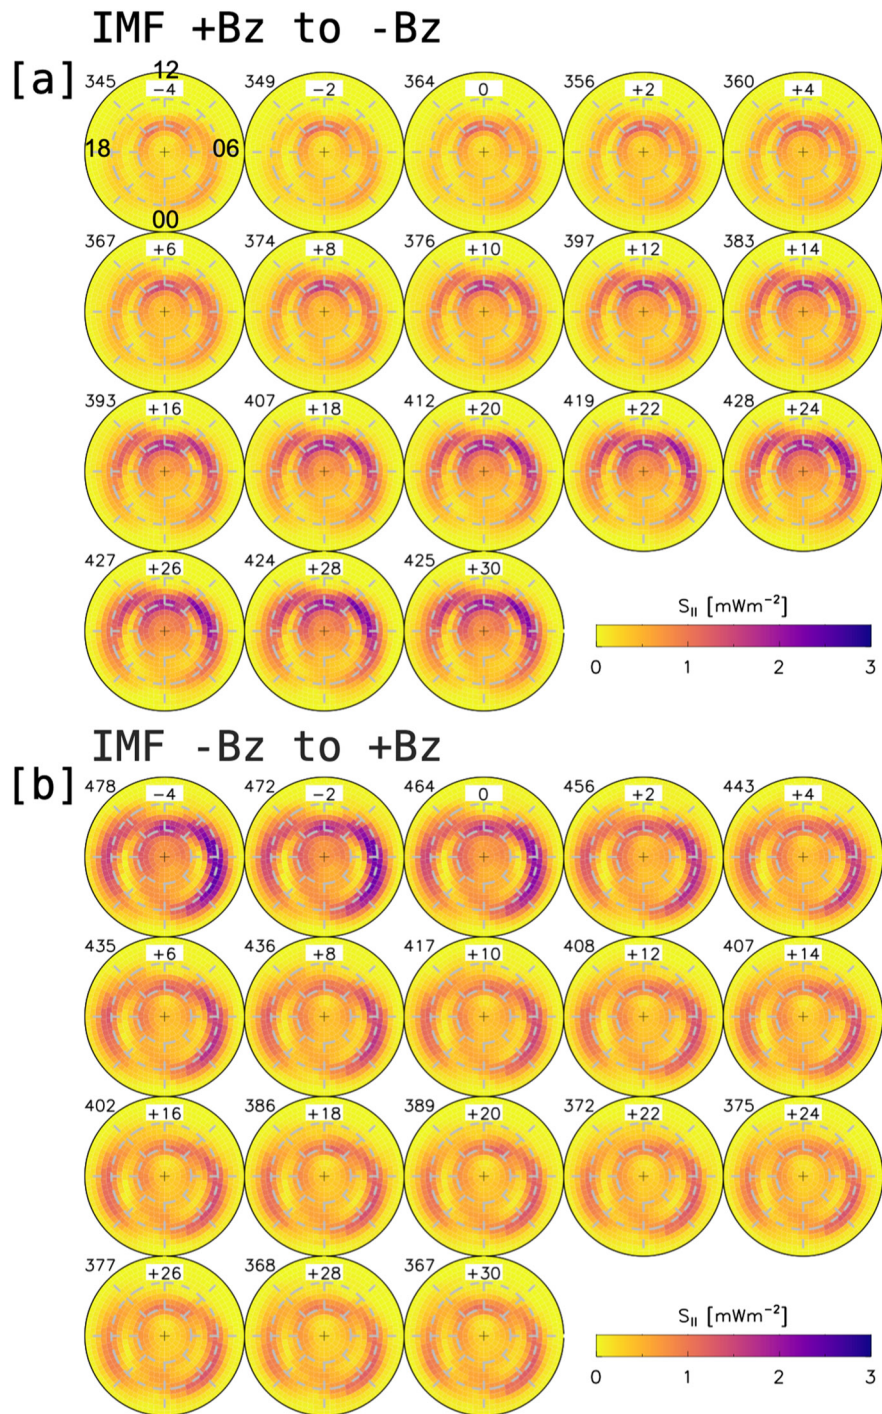 IMF +Bz to -Bz
[a]
345 349 364 356 360
12
−4 −2 0 +2 +4
18 06
00
367 374 376 397 383
+6 +8 +10 +12 +14
393 407 412 419 428
+16 +18 +20 +22 +24
427 424 425
+26 +28 +30
S|| [mWm−2]
0 1 2 3
IMF -Bz to +Bz
[b]
478 472 464 456 443
−4 −2 0 +2 +4
435 436 417 408 407
+6 +8 +10 +12 +14
402 386 389 372 375
+16 +18 +20 +22 +24
377 368 367
+26 +28 +30
S|| [mWm−2]
0 1 2 3